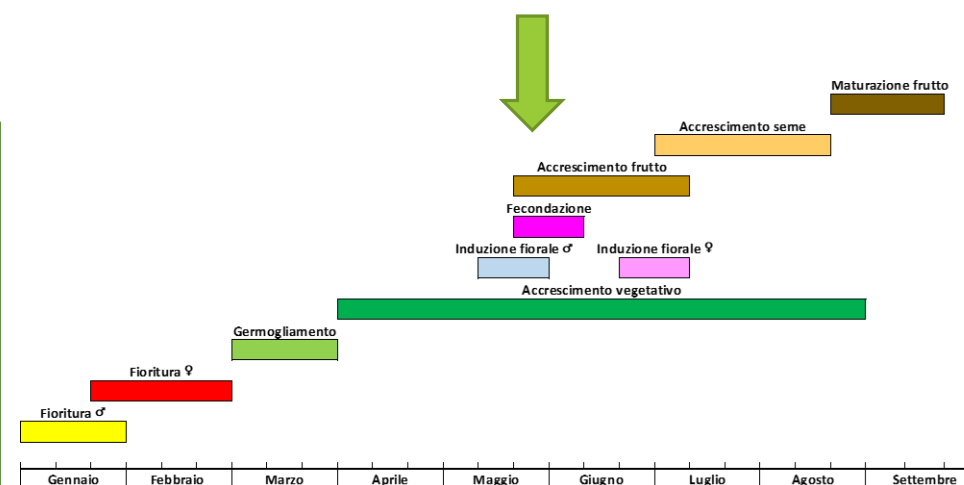 Maturazione frutto
Accrescimento seme
Accrescimento frutto
Fecondazione
Induzione fiorale ♂ Induzione fiorale ♀
Accrescimento vegetativo
Germogliamento
Fioritura ♀
Fioritura ♂
Gennaio Febbraio Marzo Aprile Maggio Giugno Luglio Agosto Settembre